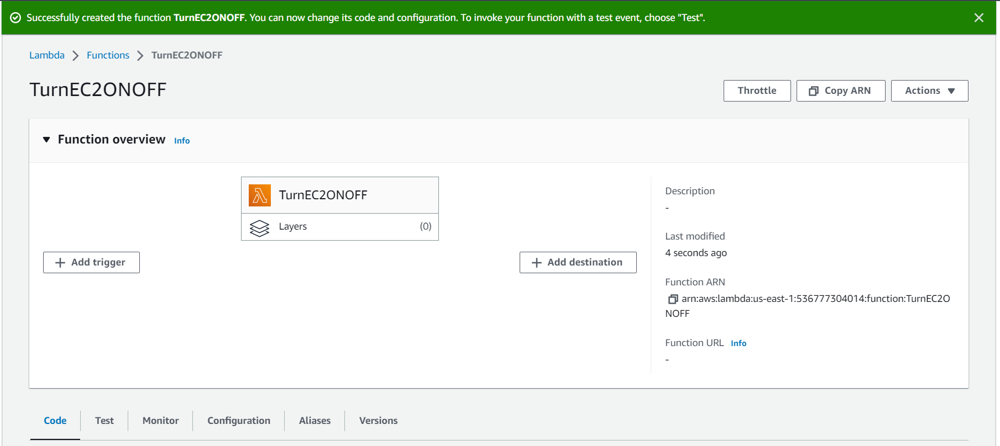 Successfully created the function TurnEC2ONOFF. You can now change its code and configuration. To invoke your function with a test event, choose "Test".
Lambda
Functions
TurnEC2ONOFF
TurnEC2ONOFF
Throttle
Copy ARN
Actions
Function overview
Info
TurnEC2ONOFF
Layers
(0)
Add trigger
Add destination
Description
-
Last modified
4 seconds ago
Function ARN
arn:aws:lambda:us-east-1:536777304014:function:TurnEC2O
NOFF
Function URL Info
-
Code
Test
Monitor
Configuration
Aliases
Versions